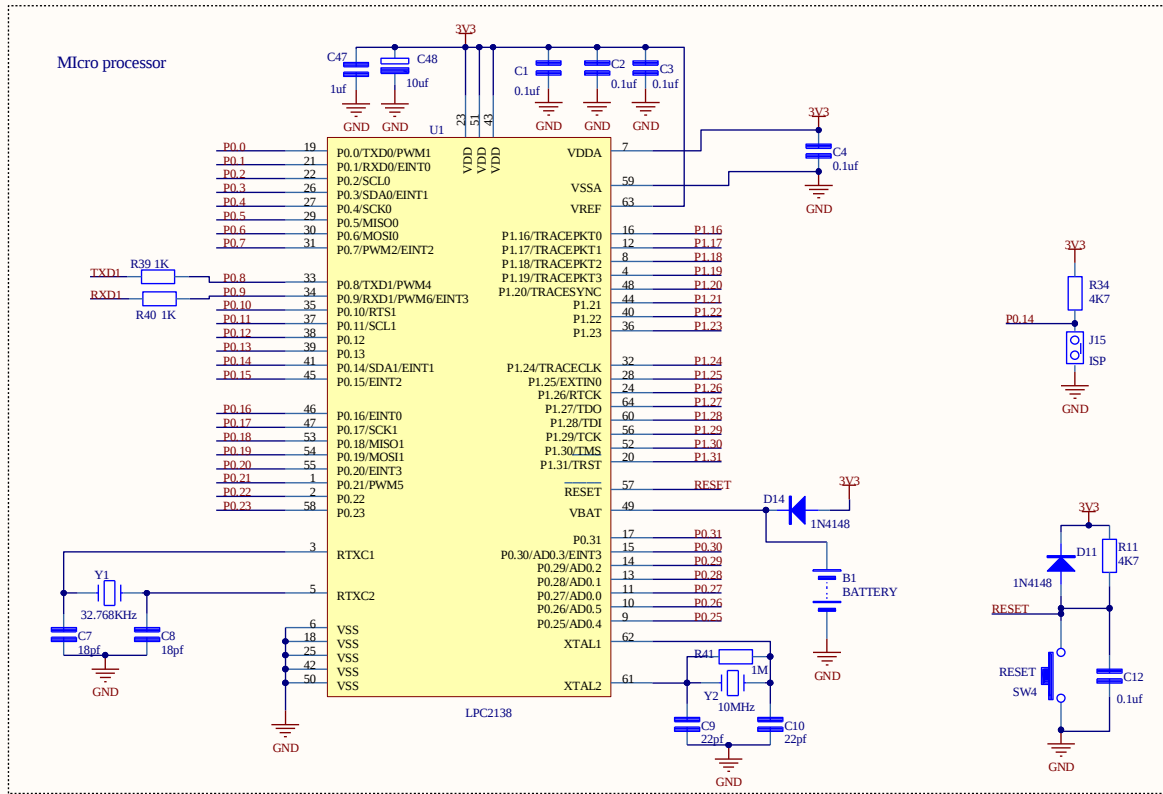 MIcro processor
3V3
C47
1uf
GND
C48
10uf
GND
C1
0.1uf
GND
C2
0.1uf
GND
C3
0.1uf
GND
23
51
43
VDD
VDD
VDD
U1
P0.0 19 P0.0/TXD0/PWM1
P0.1 21 P0.1/RXD0/EINT0
P0.2 22 P0.2/SCL0
P0.3 26 P0.3/SDA0/EINT1
P0.4 27 P0.4/SCK0
P0.5 29 P0.5/MISO0
P0.6 30 P0.6/MOSI0
P0.7 31 P0.7/PWM2/EINT2
R39 1K
TXD1
RXD1
R40 1K
P0.8 33 P0.8/TXD1/PWM4
P0.9 34 P0.9/RXD1/PWM6/EINT3
P0.10 35 P0.10/RTS1
P0.11 37 P0.11/SCL1
P0.12 38 P0.12
P0.13 39 P0.13
P0.14 41 P0.14/SDA1/EINT1
P0.15 45 P0.15/EINT2
P0.16 46 P0.16/EINT0
P0.17 47 P0.17/SCK1
P0.18 53 P0.18/MISO1
P0.19 54 P0.19/MOSI1
P0.20 55 P0.20/EINT3
P0.21 1 P0.21/PWM5
P0.22 2 P0.22
P0.23 58 P0.23
3 RTXC1
5 RTXC2
Y1
32.768KHz
C7
18pf
C8
18pf
GND
6 VSS
18 VSS
25 VSS
42 VSS
50 VSS
GND
LPC2138
VDDA 7
VSSA 59
VREF 63
3V3
C4
0.1uf
GND
P1.16/TRACEPKT0 16 P1.16
P1.17/TRACEPKT1 12 P1.17
P1.18/TRACEPKT2 8 P1.18
P1.19/TRACEPKT3 4 P1.19
P1.20/TRACESYNC 48 P1.20
P1.21 44 P1.21
P1.22 40 P1.22
P1.23 36 P1.23
P1.24/TRACECLK 32 P1.24
P1.25/EXTIN0 28 P1.25
P1.26/RTCK 24 P1.26
P1.27/TDO 64 P1.27
P1.28/TDI 60 P1.28
P1.29/TCK 56 P1.29
P1.30/TMS 52 P1.30
P1.31/TRST 20 P1.31
RESET 57 RESET
VBAT 49
D14
1N4148
3V3
B1
BATTERY
GND
P0.31 17 P0.31
P0.30/AD0.3/EINT3 15 P0.30
P0.29/AD0.2 14 P0.29
P0.28/AD0.1 13 P0.28
P0.27/AD0.0 11 P0.27
P0.26/AD0.5 10 P0.26
P0.25/AD0.4 9 P0.25
XTAL1 62
XTAL2 61
R41
1M
Y2
10MHz
C9
22pf
C10
22pf
GND
3V3
R34
4K7
P0.14
J15
ISP
GND
3V3
D11
1N4148
R11
4K7
RESET
RESET
SW4
C12
0.1uf
GND